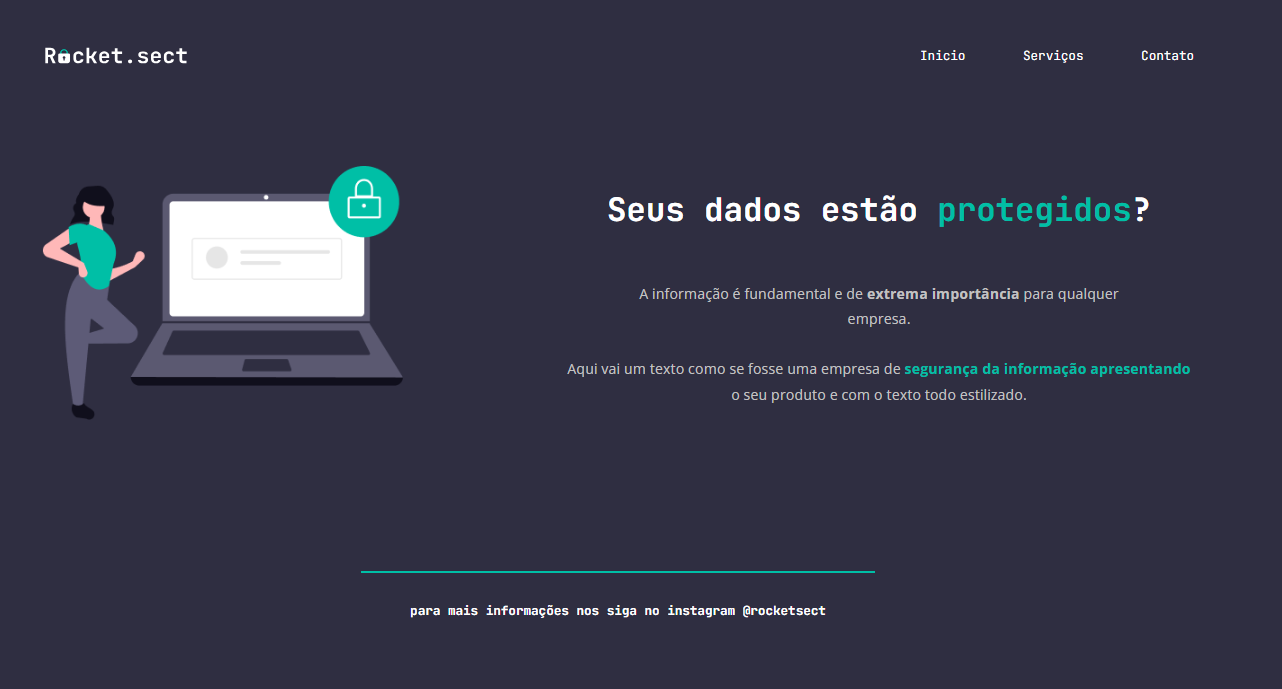 Rocket.sect
Inicio Serviços Contato
Seus dados estão protegidos?
A informação é fundamental e de extrema importância para qualquer
empresa.
Aqui vai um texto como se fosse uma empresa de segurança da informação apresentando
o seu produto e com o texto todo estilizado.
para mais informações nos siga no instagram @rocketsect